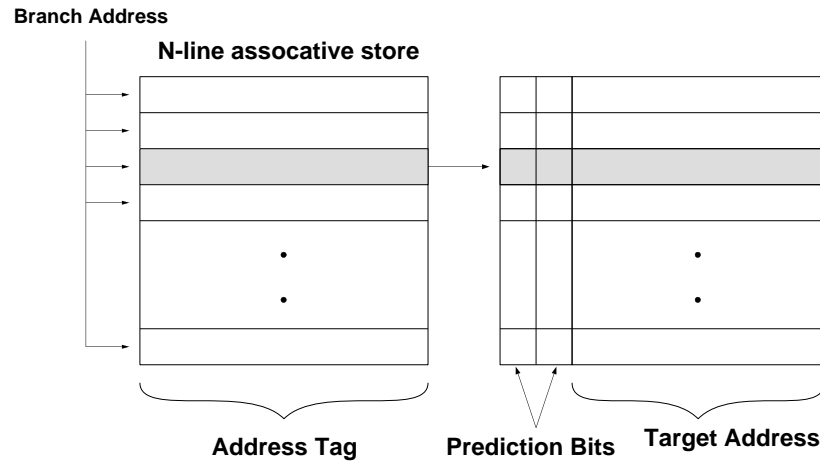 Branch Address
N-line assocative store
Address Tag
Prediction Bits
Target Address